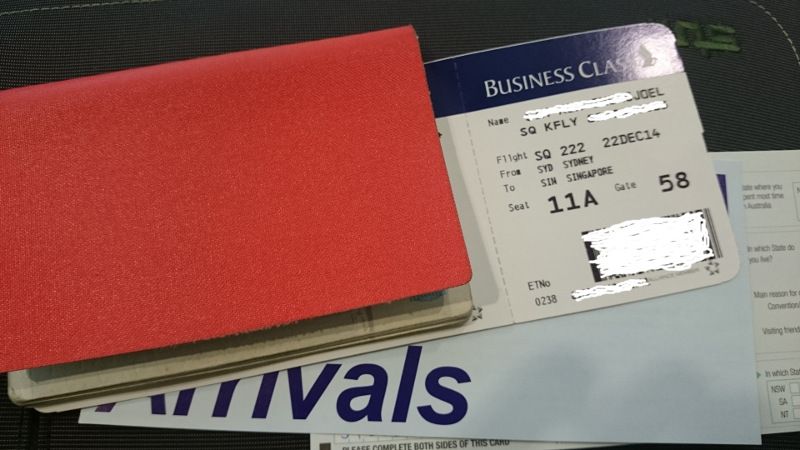 BUSINESS CLASS
Name JOEL
SQ KFLY
Flight SQ 222 22DEC14
From SYD SYDNEY
To SIN SINGAPORE
Seat 11A Gate 58
ETNo
0238
Arrivals
PLEASE COMPLETE BOTH SIDES OF THIS CARD
state where you
spent most time
Australia
In which State do
you live?
Main reason for
Convention/
Visiting friend
In which State
NSW
SA
NT